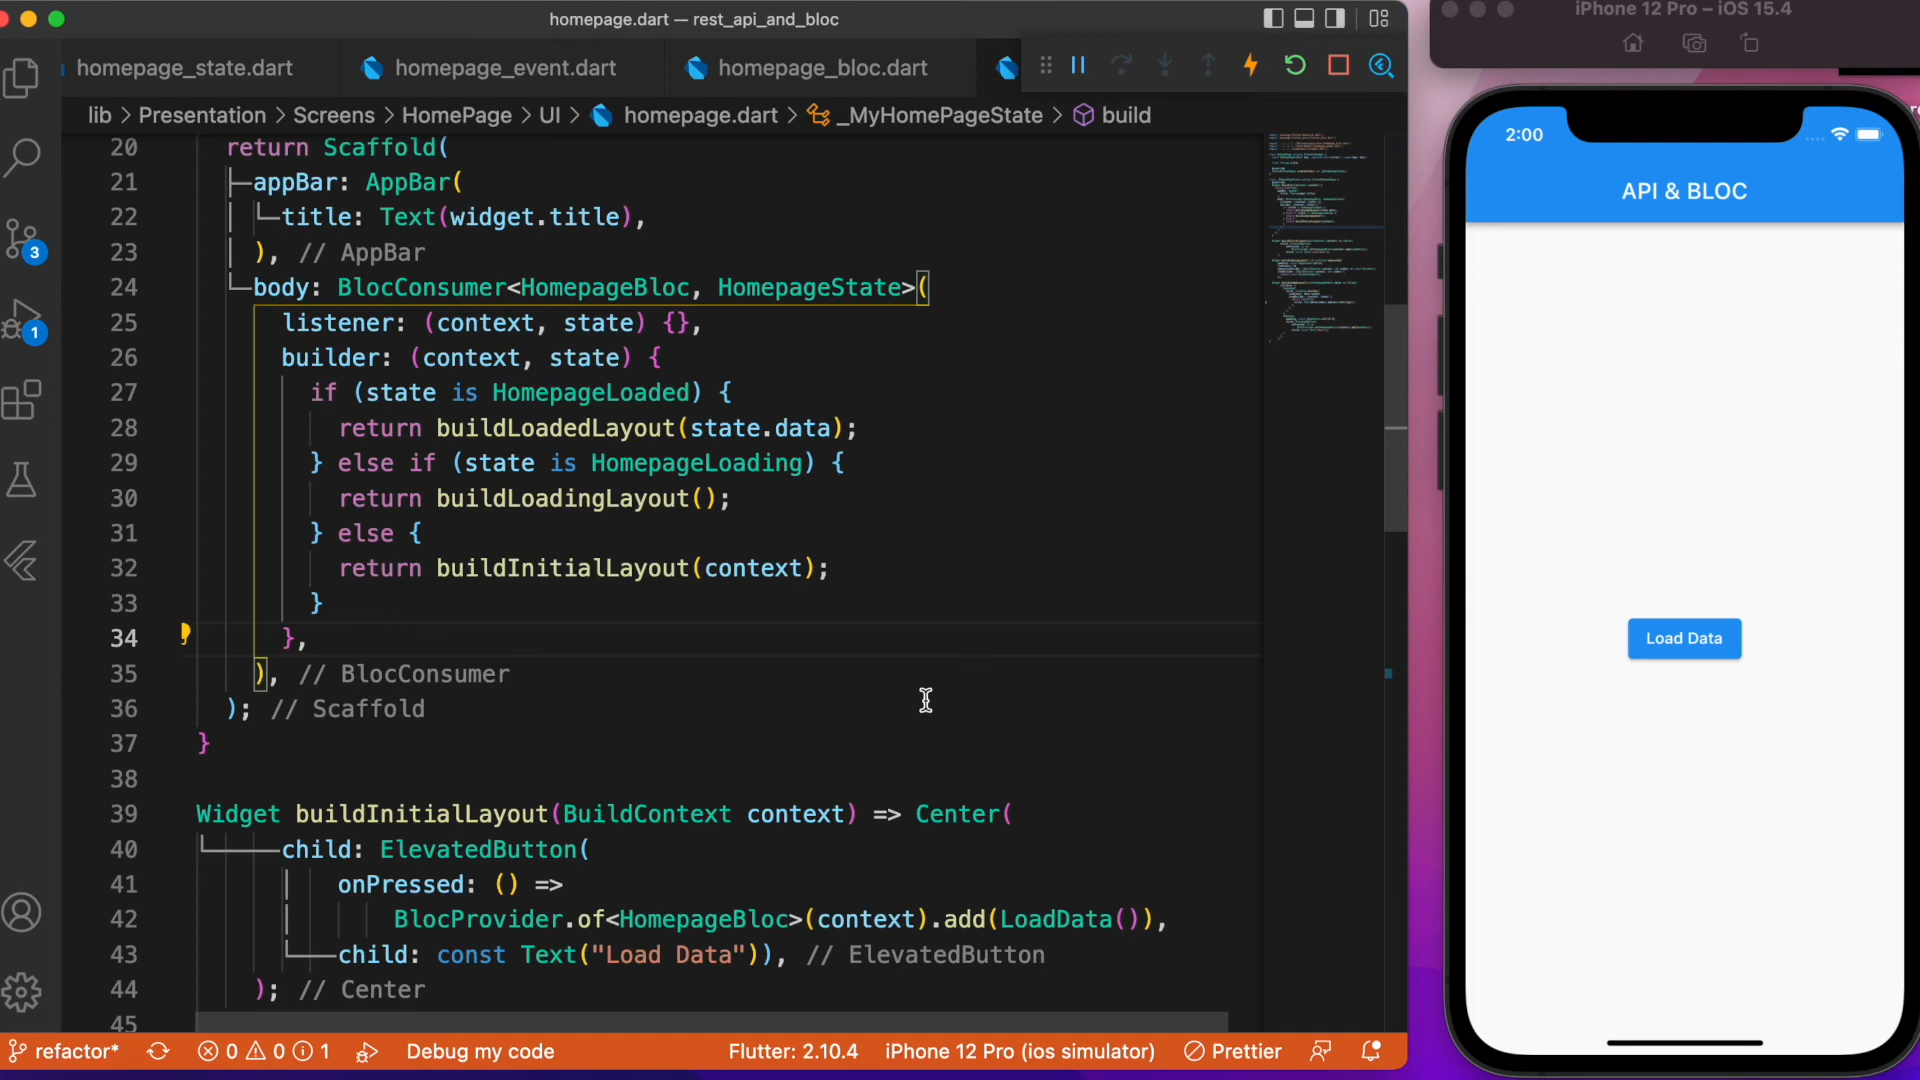 homepage.dart — rest_api_and_bloc
homepage_state.dart
homepage_event.dart
homepage_bloc.dart
lib > Presentation > Screens > HomePage > UI > homepage.dart > _MyHomePageState > build
20 return Scaffold(
21 appBar: AppBar(
22 title: Text(widget.title),
23 ), // AppBar
24 body: BlocConsumer<HomepageBloc, HomepageState>(
25 listener: (context, state) {},
26 builder: (context, state) {
27 if (state is HomepageLoaded) {
28 return buildLoadedLayout(state.data);
29 } else if (state is HomepageLoading) {
30 return buildLoadingLayout();
31 } else {
32 return buildInitialLayout(context);
33 }
34 },
35 ), // BlocConsumer
36 ); // Scaffold
37 }
38
39 Widget buildInitialLayout(BuildContext context) => Center(
40 child: ElevatedButton(
41 onPressed: () =>
42 BlocProvider.of<HomepageBloc>(context).add(LoadData()),
43 child: const Text("Load Data")), // ElevatedButton
44 ); // Center
45
3
1
refactor* 0 0 1 Debug my code Flutter: 2.10.4 iPhone 12 Pro (ios simulator) Prettier
iPhone 12 Pro – iOS 15.4
2:00
API & BLOC
Load Data